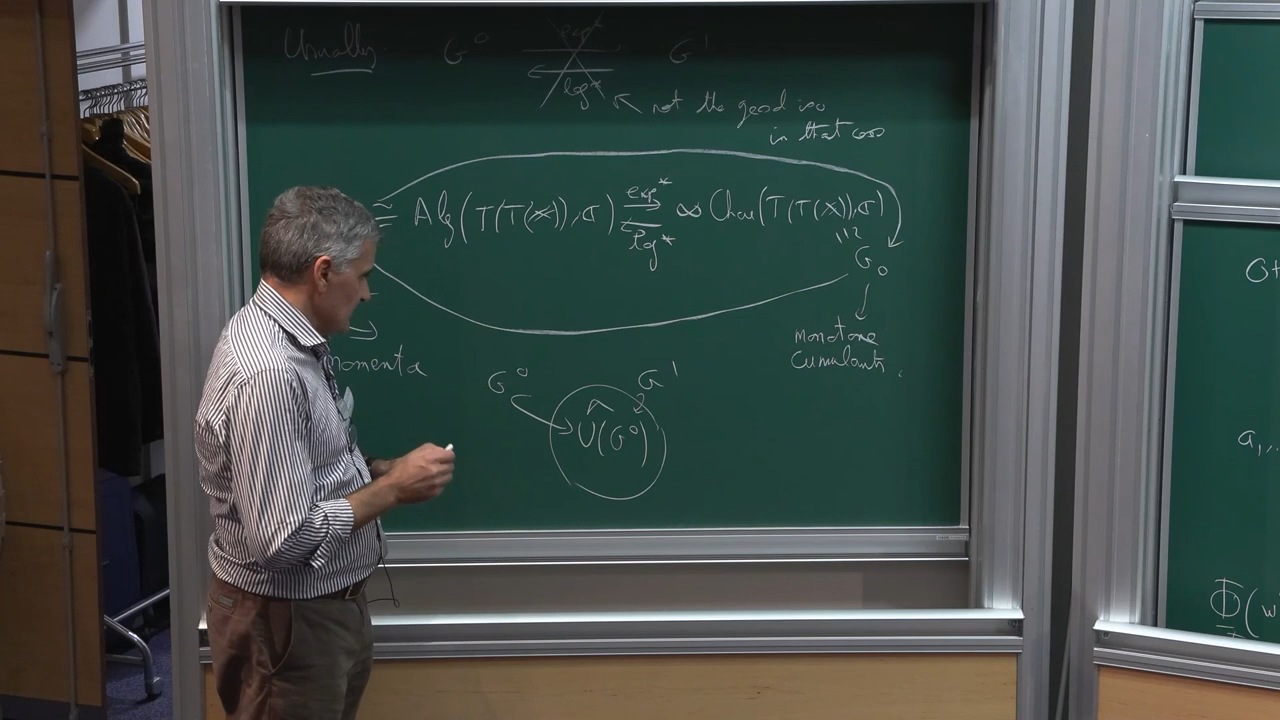 Usually G⁰ exp* G¹
log*
not the good iso
in that case
≅ Alg(T(T(X)),σ) exp* ⇄ log* ∞ Char(T(T(X)),σ)
G₀
Monotone
Cumulants.
momenta
G⁰ G¹
Û(G⁰)
a₁,
Φ(w